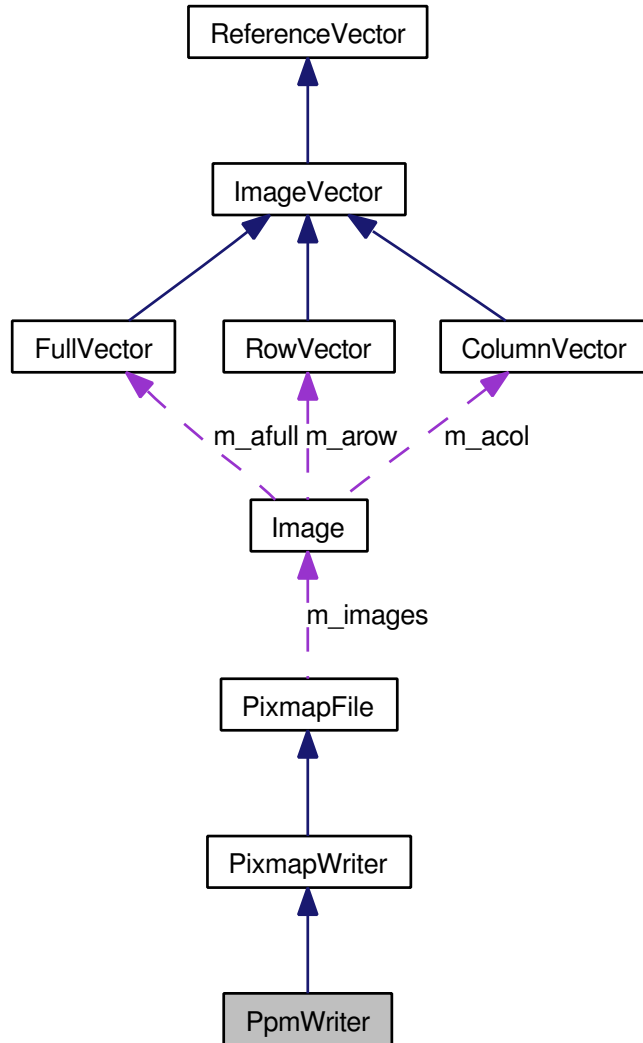 ReferenceVector
ImageVector
FullVector
RowVector
ColumnVector
m_afull
m_arow
m_acol
Image
m_images
PixmapFile
PixmapWriter
PpmWriter